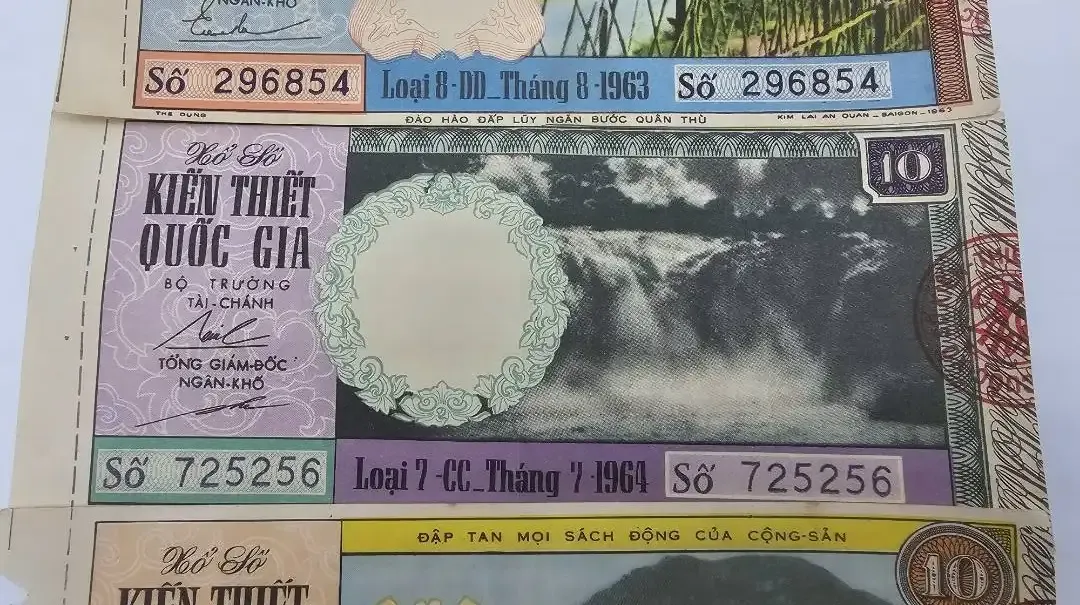 NGÂN-KHỐ
Số 296854
Loại 8-DD_Tháng 8-1963
Số 296854
THẾ DUNG
ĐÀO HÀO ĐẮP LŨY NGĂN BƯỚC QUÂN THÙ
KIM LAI AN QUAN _ SAIGON _ 1963
Xổ Số
KIẾN THIẾT
QUỐC GIA
BỘ TRƯỞNG
TÀI-CHÁNH
TỔNG GIÁM-ĐỐC
NGÂN-KHỐ
10
Số 725256
Loại 7-CC_Tháng 7-1964
Số 725256
ĐẬP TAN MỌI SÁCH ĐỘNG CỦA CỘNG-SẢN
Xổ Số
KIẾN THIẾT
10